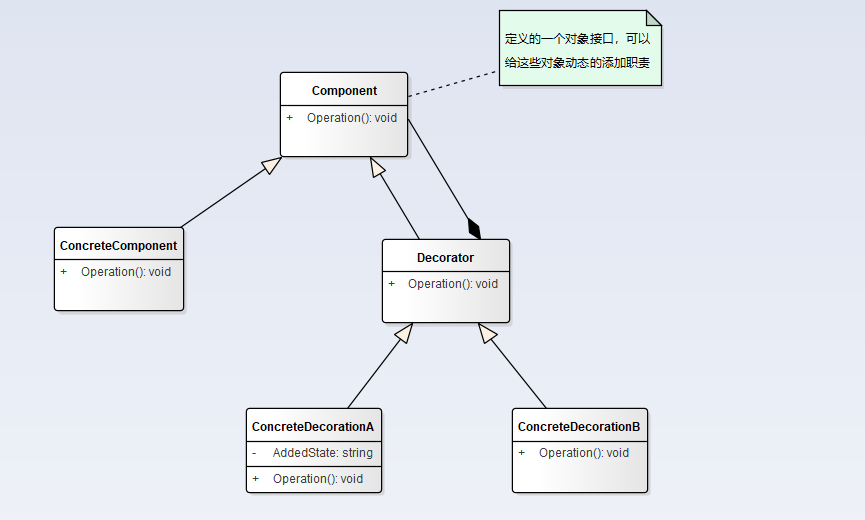 定义的一个对象接口，可以
给这些对象动态的添加职责
Component
+ Operation(): void
ConcreteComponent
+ Operation(): void
Decorator
+ Operation(): void
ConcreteDecorationA
- AddedState: string
+ Operation(): void
ConcreteDecorationB
+ Operation(): void